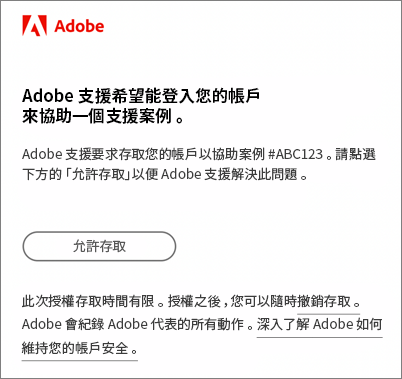 Adobe
Adobe 支援希望能登入您的帳戶
來協助一個支援案例。
Adobe 支援要求存取您的帳戶以協助案例 #ABC123。請點選
下方的「允許存取」以便 Adobe 支援解決此問題。
允許存取
此次授權存取時間有限。授權之後，您可以隨時撤銷存取。
Adobe 會紀錄 Adobe 代表的所有動作。深入了解 Adobe 如何
維持您的帳戶安全。